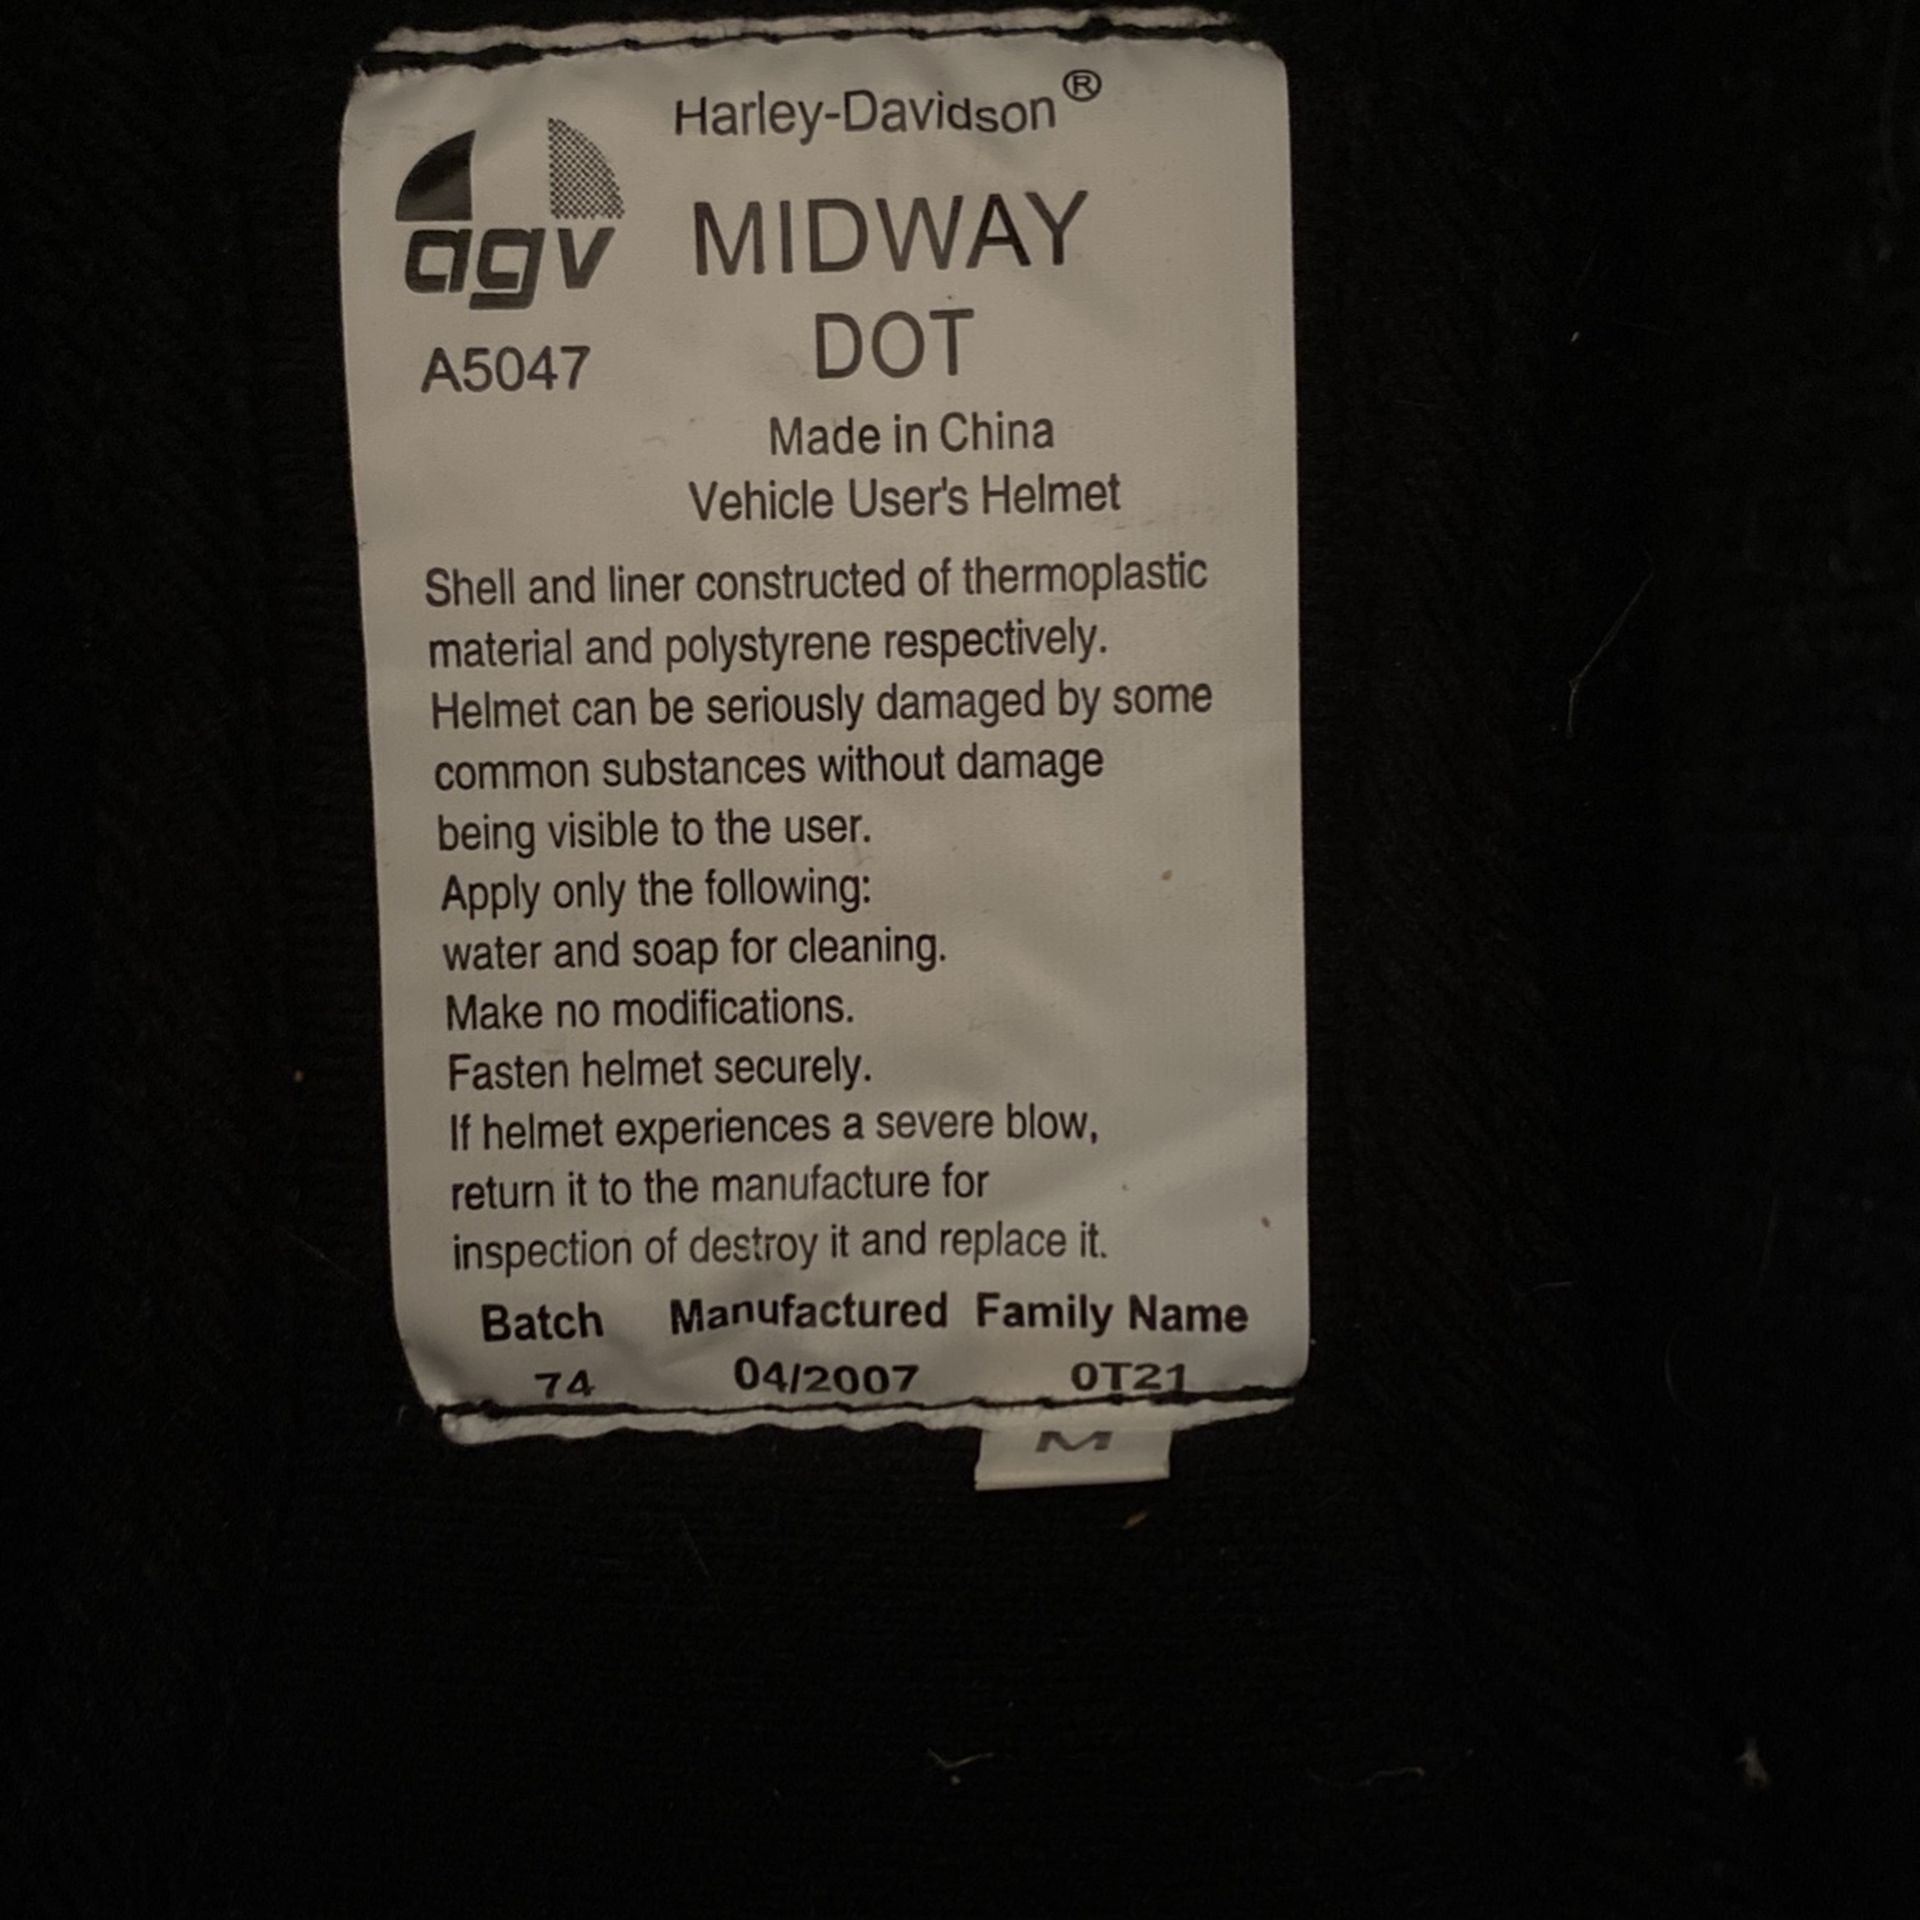 Harley-Davidson®
agv
MIDWAY
DOT
A5047
Made in China
Vehicle User's Helmet
Shell and liner constructed of thermoplastic
material and polystyrene respectively.
Helmet can be seriously damaged by some
common substances without damage
being visible to the user.
Apply only the following:
water and soap for cleaning.
Make no modifications.
Fasten helmet securely.
If helmet experiences a severe blow,
return it to the manufacture for
inspection of destroy it and replace it.
Batch Manufactured Family Name
74 04/2007 0T21
M